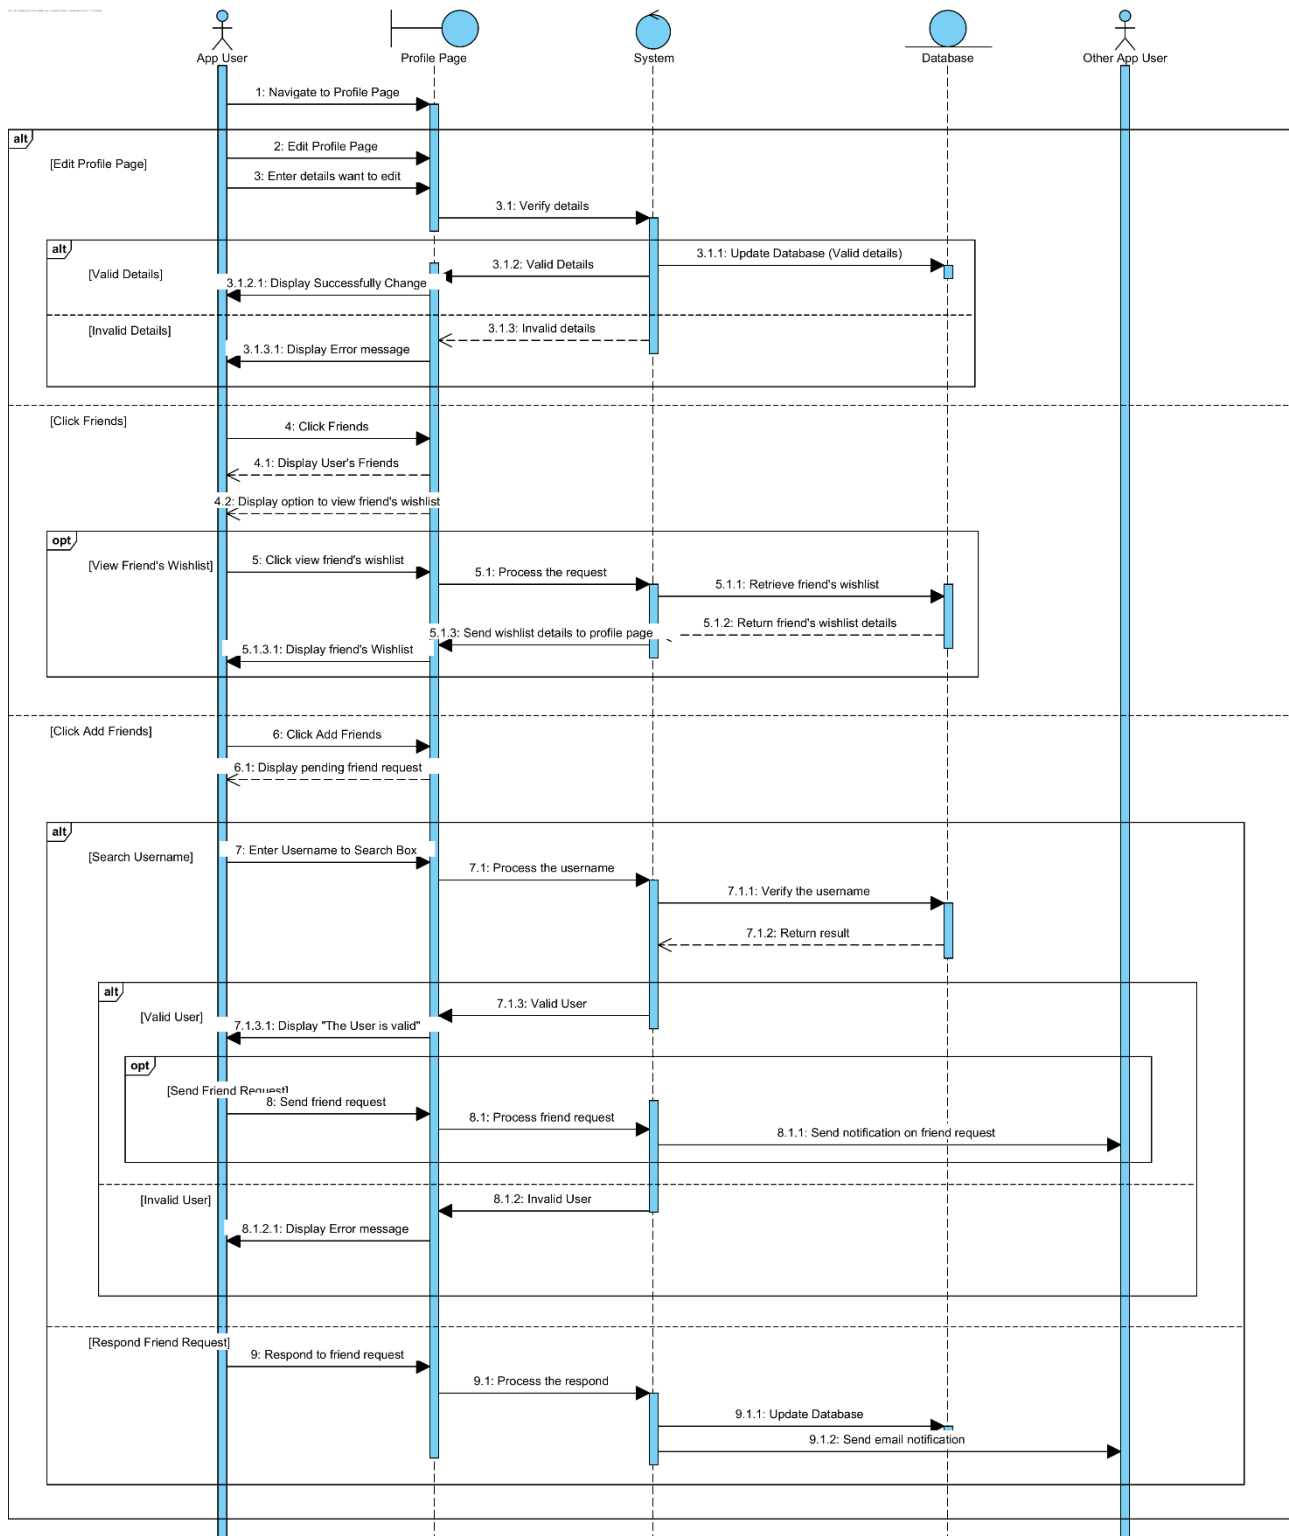 App User
Profile Page
System
Database
Other App User
1: Navigate to Profile Page
alt
[Edit Profile Page]
2: Edit Profile Page
3: Enter details want to edit
3.1: Verify details
alt
[Valid Details]
3.1.1: Update Database (Valid details)
3.1.2: Valid Details
3.1.2.1: Display Successfully Change
[Invalid Details]
3.1.3: Invalid details
3.1.3.1: Display Error message
[Click Friends]
4: Click Friends
4.1: Display User's Friends
4.2: Display option to view friend's wishlist
opt
[View Friend's Wishlist]
5: Click view friend's wishlist
5.1: Process the request
5.1.1: Retrieve friend's wishlist
5.1.2: Return friend's wishlist details
5.1.3: Send wishlist details to profile page
5.1.3.1: Display friend's Wishlist
[Click Add Friends]
6: Click Add Friends
6.1: Display pending friend request
alt
[Search Username]
7: Enter Username to Search Box
7.1: Process the username
7.1.1: Verify the username
7.1.2: Return result
alt
[Valid User]
7.1.3: Valid User
7.1.3.1: Display "The User is valid"
opt
[Send Friend Request]
8: Send friend request
8.1: Process friend request
8.1.1: Send notification on friend request
[Invalid User]
8.1.2: Invalid User
8.1.2.1: Display Error message
[Respond Friend Request]
9: Respond to friend request
9.1: Process the respond
9.1.1: Update Database
9.1.2: Send email notification